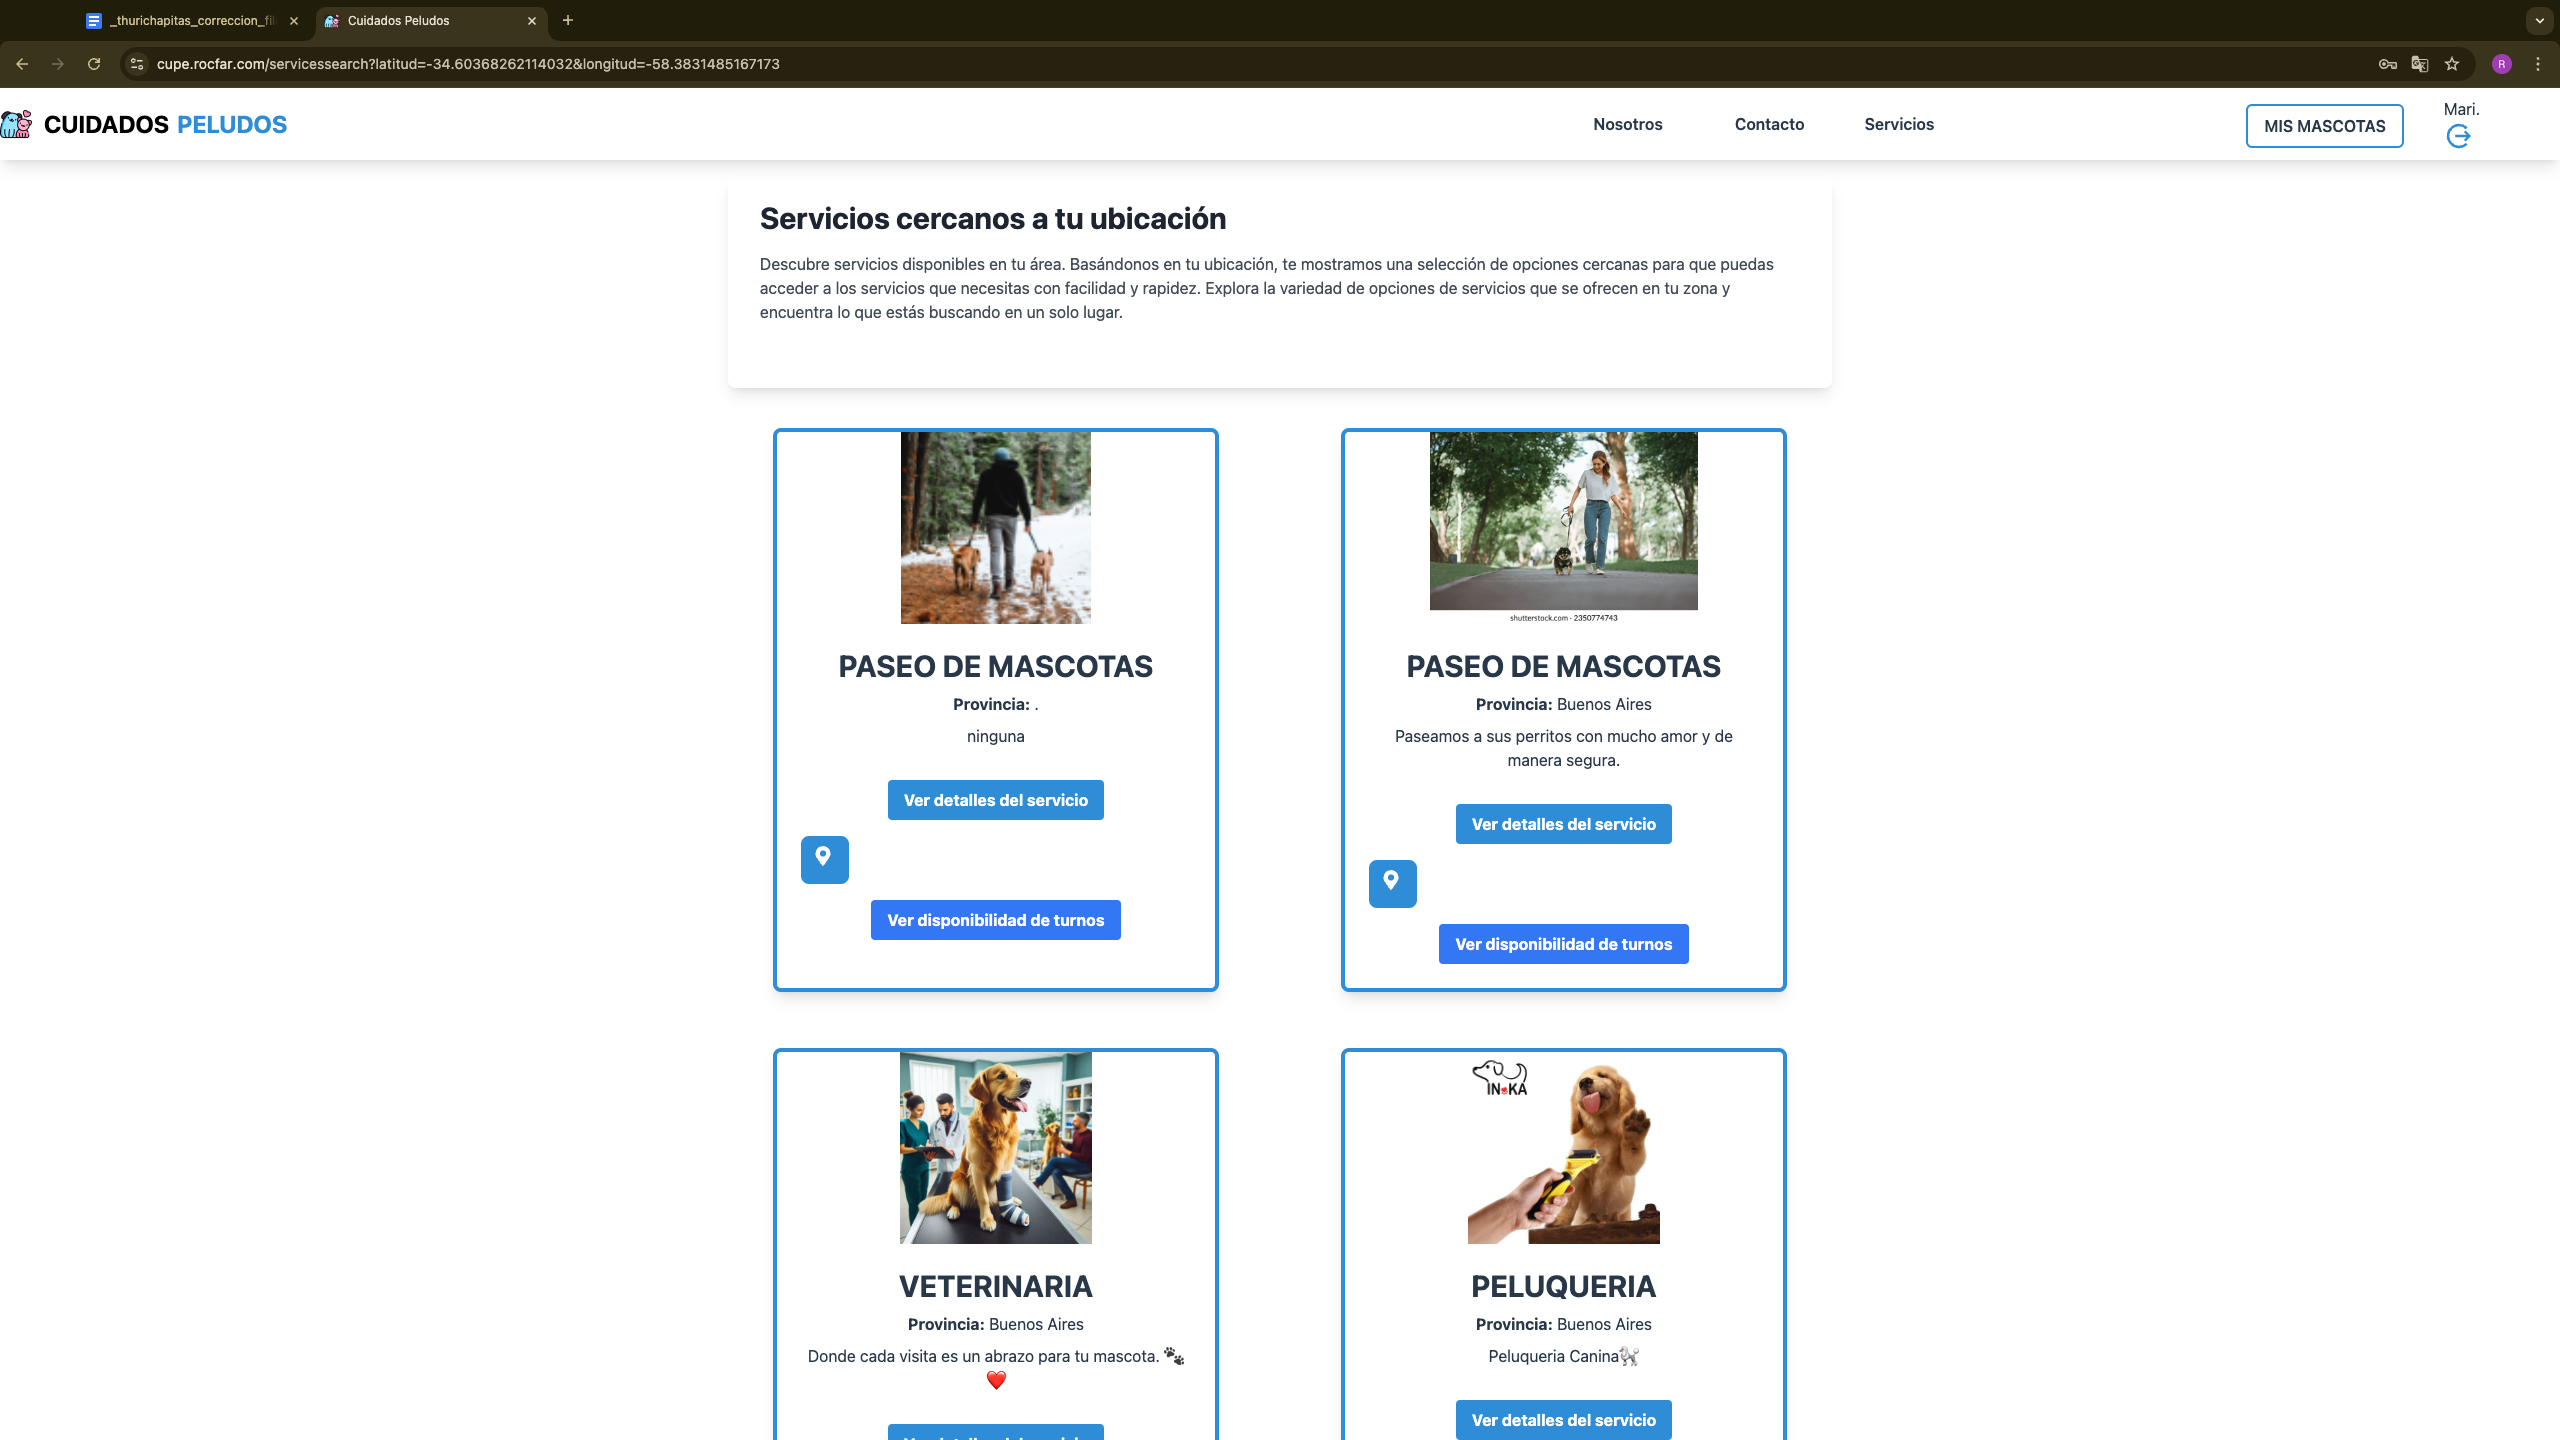 _thurichapitas_correccion_fi
Cuidados Peludos
cupe.rocfar.com/servicessearch?latitud=-34.60368262114032&longitud=-58.3831485167173
R
CUIDADOS PELUDOS
Nosotros
Contacto
Servicios
MIS MASCOTAS
Mari.
Servicios cercanos a tu ubicación
Descubre servicios disponibles en tu área. Basándonos en tu ubicación, te mostramos una selección de opciones cercanas para que puedas
acceder a los servicios que necesitas con facilidad y rapidez. Explora la variedad de opciones de servicios que se ofrecen en tu zona y
encuentra lo que estás buscando en un solo lugar.
PASEO DE MASCOTAS
Provincia: .
ninguna
Ver detalles del servicio
Ver disponibilidad de turnos
shutterstock.com · 2350774743
PASEO DE MASCOTAS
Provincia: Buenos Aires
Paseamos a sus perritos con mucho amor y de
manera segura.
Ver detalles del servicio
Ver disponibilidad de turnos
VETERINARIA
Provincia: Buenos Aires
Donde cada visita es un abrazo para tu mascota. 🐾
❤️
INKA
PELUQUERIA
Provincia: Buenos Aires
Peluqueria Canina🐩
Ver detalles del servicio